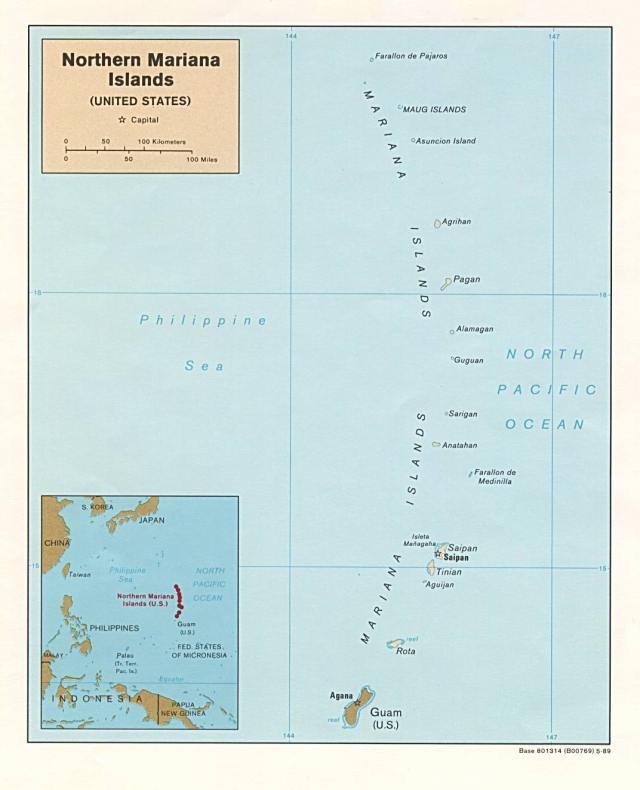 144
147
Northern Mariana
Islands
(UNITED STATES)
☆ Capital
0 50 100 Kilometers
0 50 100 Miles
Farallon de Pajaros
MARIANA
MAUG ISLANDS
Asuncion Island
Agrihan
ISLANDS
Pagan
18
18
Philippine
Sea
Alamagan
Guguan
NORTH
PACIFIC
OCEAN
Sarigan
ISLANDS
Anatahan
Farallon de
Medinilla
Isleta
Mañagaha
Saipan
Saipan
15
15
Tinian
Aguijan
MARIANA
reef
Rota
Agana
Guam
(U.S.)
reef
S. KOREA
JAPAN
CHINA
Taiwan
Philippine
Sea
NORTH
PACIFIC
OCEAN
Northern Mariana
Islands (U.S.)
Guam
(U.S.)
PHILIPPINES
FED. STATES
OF MICRONESIA
Palau
(Tr. Terr.
Pac. Is.)
MALAY.
Equator
INDONESIA
PAPUA
NEW GUINEA
144
147
Base 801314 (B00769) 5-89